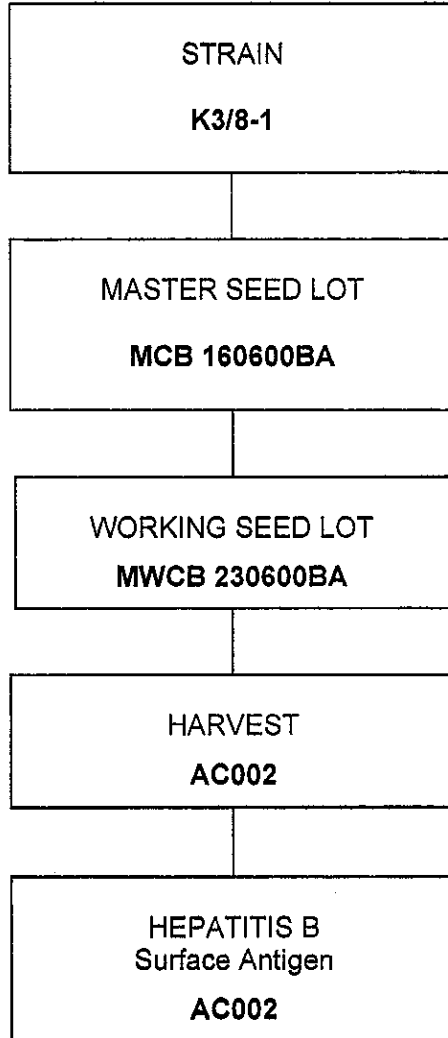 STRAIN
K3/8-1
MASTER SEED LOT
MCB 160600BA
WORKING SEED LOT
MWCB 230600BA
HARVEST
AC002
HEPATITIS B
Surface Antigen
AC002